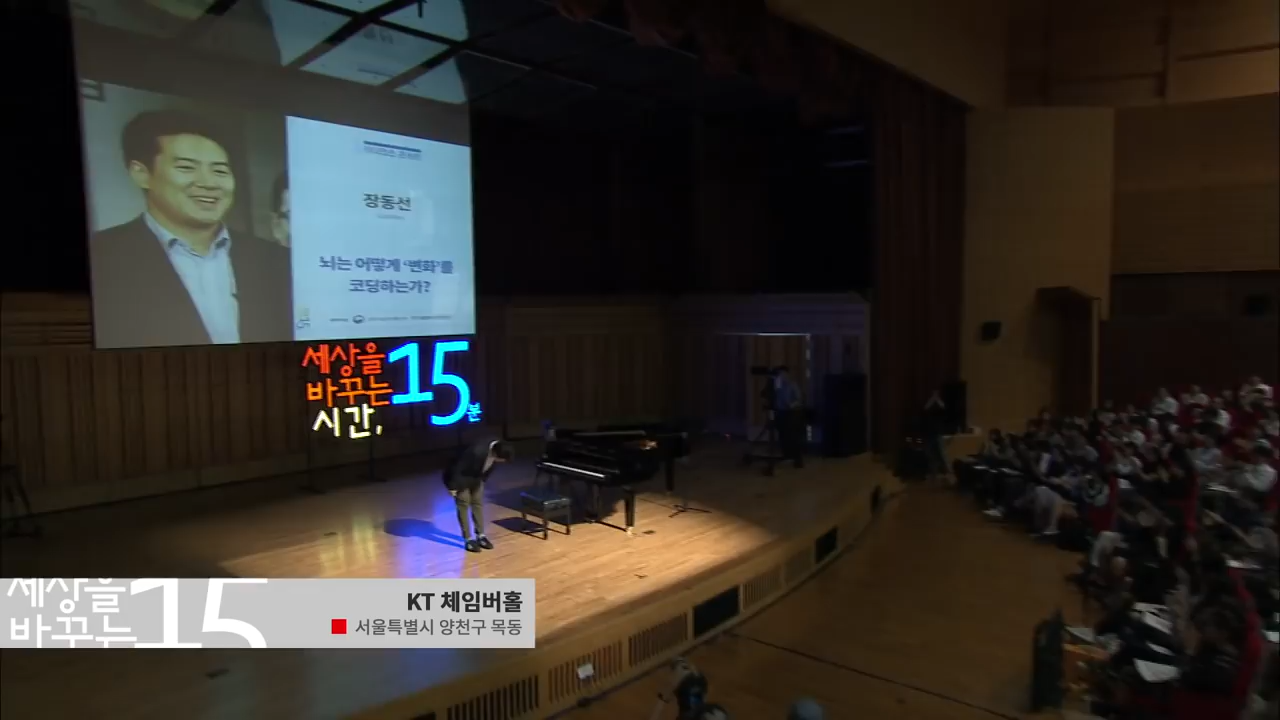 장동선
뇌는 어떻게 '변화'를
코딩하는가?
세상을
바꾸는
시간,
15분
세상을
바꾸는
15
KT 체임버홀
서울특별시 양천구 목동